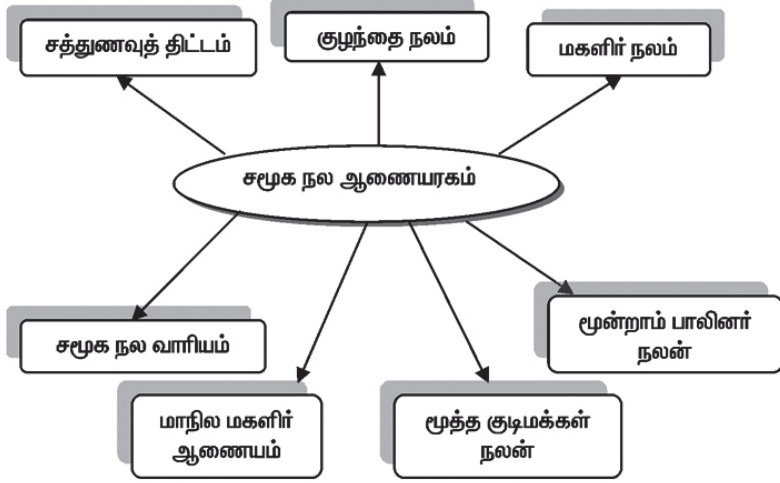 சத்துணவுத் திட்டம்
குழந்தை நலம்
மகளிர் நலம்
சமூக நல ஆணையரகம்
சமூக நல வாரியம்
மாநில மகளிர்
ஆணையம்
மூத்த குடிமக்கள்
நலன்
மூன்றாம் பாலினர்
நலன்